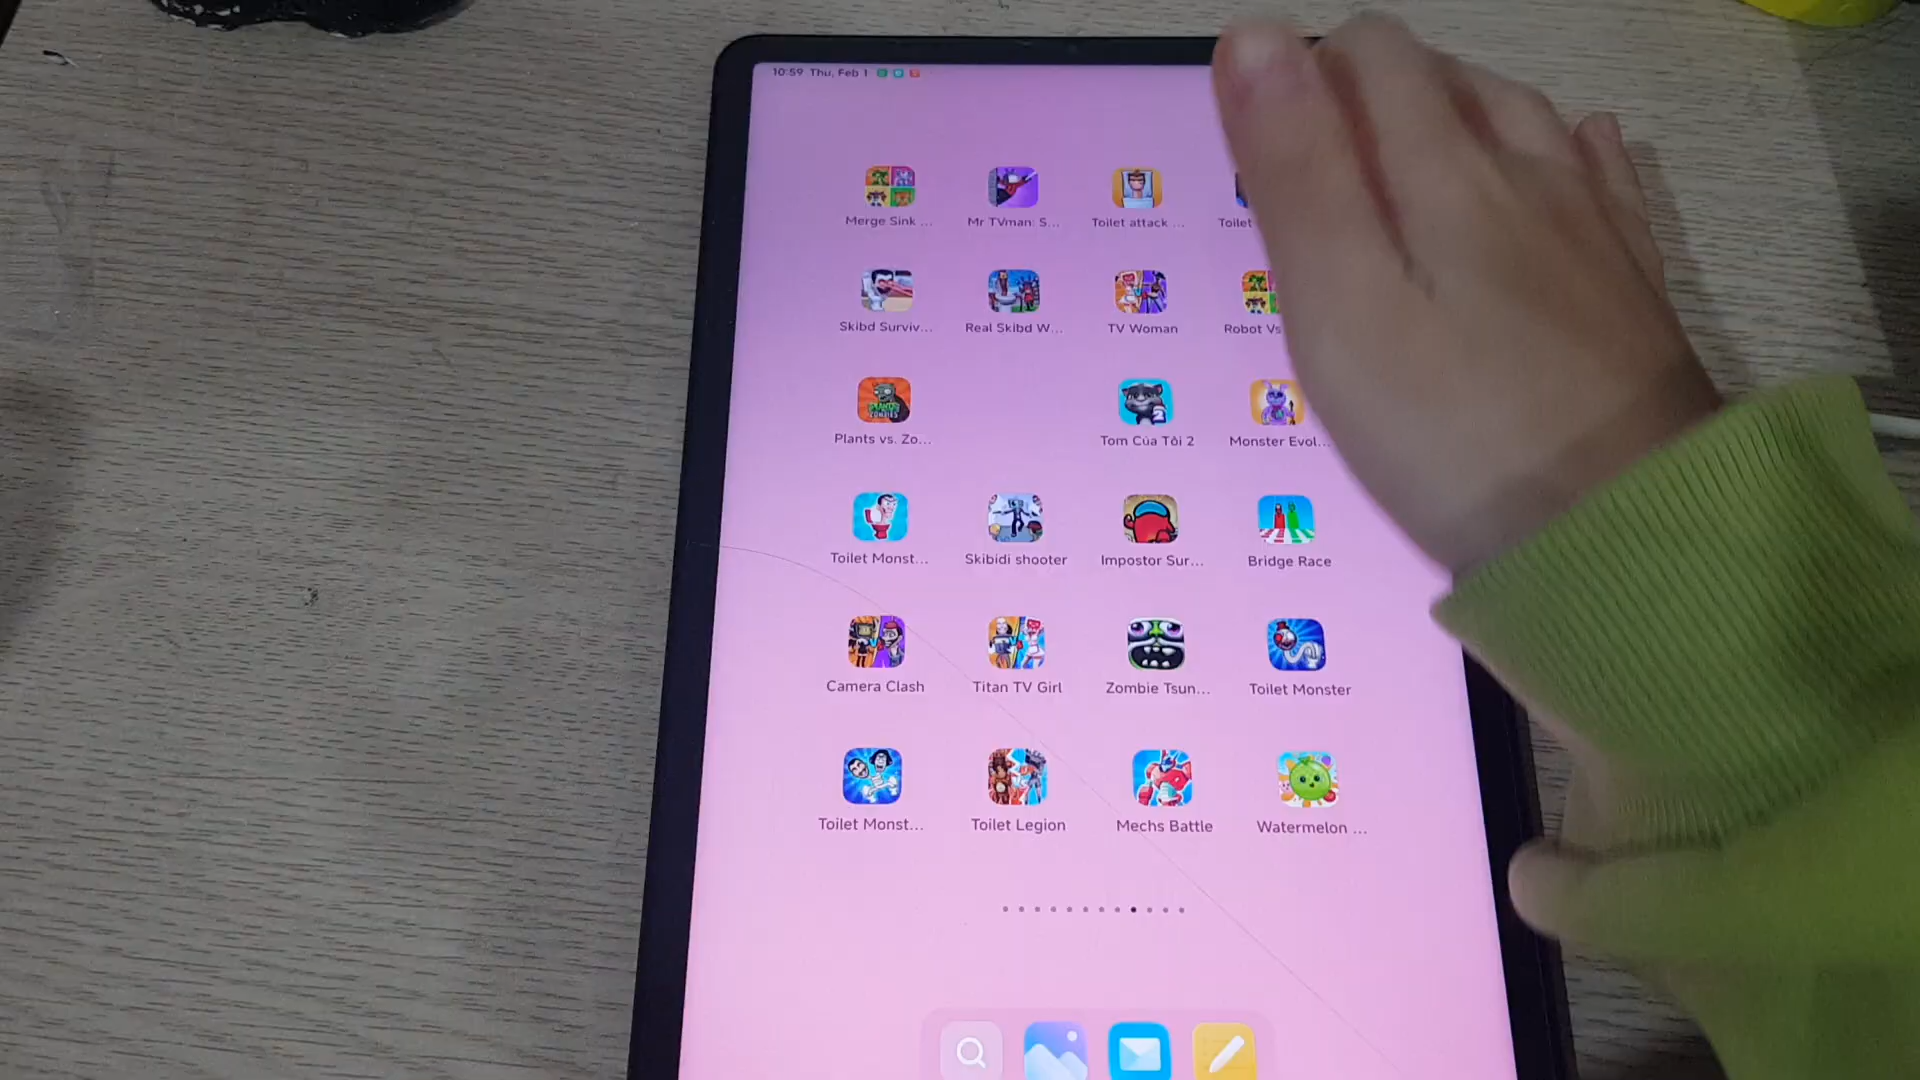 10:59 Thu, Feb 1
Merge Sink ...
Mr TVman: S...
Toilet attack ...
Toilet
Skibd Surviv...
Real Skibd W...
TV Woman
Robot Vs
Plants vs. Zo...
Tom Của Tôi 2
Monster Evol...
Toilet Monst...
Skibidi shooter
Impostor Sur...
Bridge Race
Camera Clash
Titan TV Girl
Zombie Tsun...
Toilet Monster
Toilet Monst...
Toilet Legion
Mechs Battle
Watermelon ...